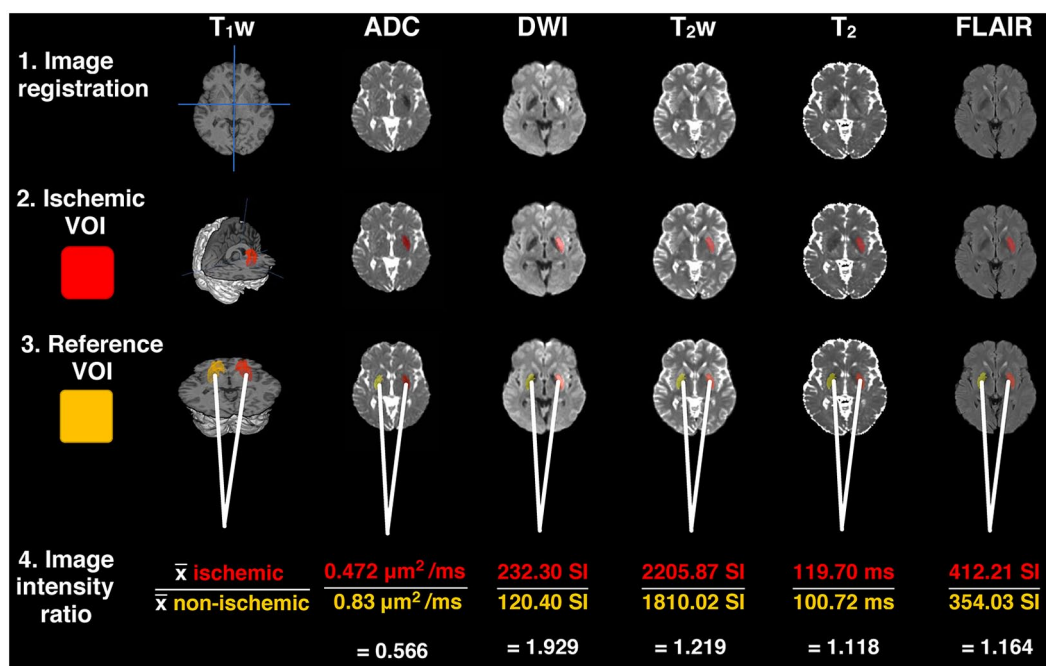 T₁w ADC DWI T₂w T₂ FLAIR
1. Image
registration
2. Ischemic
VOI
3. Reference
VOI
4. Image
intensity
ratio
x̅ ischemic
x̅ non-ischemic
0.472 µm²/ms
0.83 µm²/ms
= 0.566
232.30 SI
120.40 SI
= 1.929
2205.87 SI
1810.02 SI
= 1.219
119.70 ms
100.72 ms
= 1.118
412.21 SI
354.03 SI
= 1.164